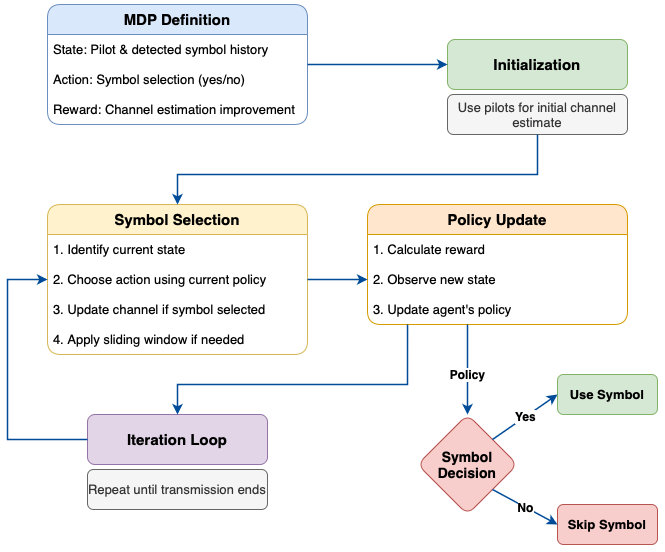 MDP Definition
State: Pilot & detected symbol history
Action: Symbol selection (yes/no)
Reward: Channel estimation improvement
Initialization
Use pilots for initial channel
estimate
Symbol Selection
1. Identify current state
2. Choose action using current policy
3. Update channel if symbol selected
4. Apply sliding window if needed
Policy Update
1. Calculate reward
2. Observe new state
3. Update agent's policy
Policy
Iteration Loop
Repeat until transmission ends
Symbol
Decision
Yes
Use Symbol
No
Skip Symbol